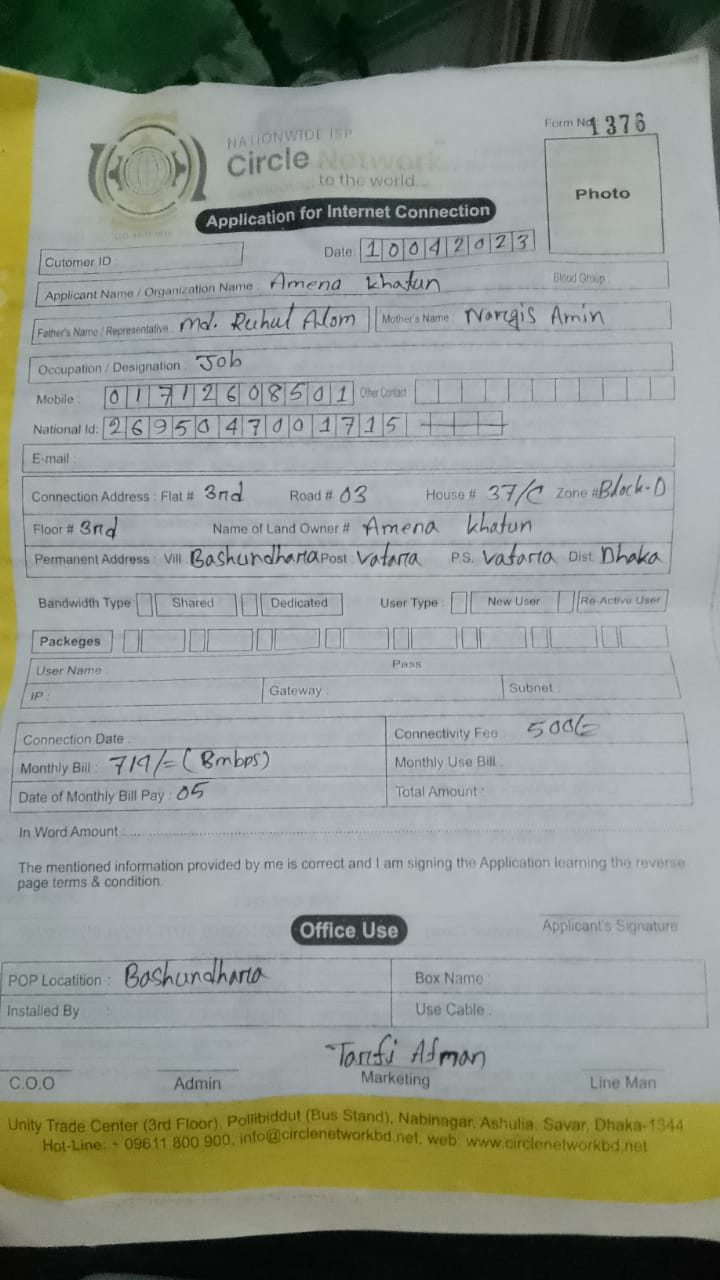 NATIONWIDE ISP
Form No. 1376
Circle Network
to the world...
Photo
Application for Internet Connection
Cutomer ID :
Date: 10042023
Applicant Name / Organization Name : Amena Khatun
Blood Group :
Father's Name / Representative : Md. Ruhul Alom
Mother's Name : Nargis Amin
Occupation / Designation : Job
Mobile : 01712608501
Other Contact
National Id: 2695047001715
E-mail :
Connection Address : Flat # 3rd Road # 03 House # 37/C Zone # Block-D
Floor # 3rd Name of Land Owner # Amena Khatun
Permanent Address : Vill : Bashundhara Post : Vatara P.S. Vatara Dist. Dhaka
Bandwidth Type Shared Dedicated User Type : New User Re-Active User
Packeges
User Name : Pass
IP : Gateway : Subnet :
Connection Date : Connectivity Fee : 500/=
Monthly Bill : 719/= (8mbps) Monthly Use Bill :
Date of Monthly Bill Pay : 05 Total Amount :
In Word Amount :
The mentioned information provided by me is correct and I am signing the Application learning the reverse
page terms & condition.
Applicant's Signature
Office Use
POP Locatition : Bashundhara Box Name :
Installed By : Use Cable :
C.O.O Admin Marketing Line Man
Unity Trade Center (3rd Floor), Pollibiddut (Bus Stand), Nabinagar, Ashulia, Savar, Dhaka-1344
Hot-Line: + 09611 800 900, info@circlenetworkbd.net, web: www.circlenetworkbd.net